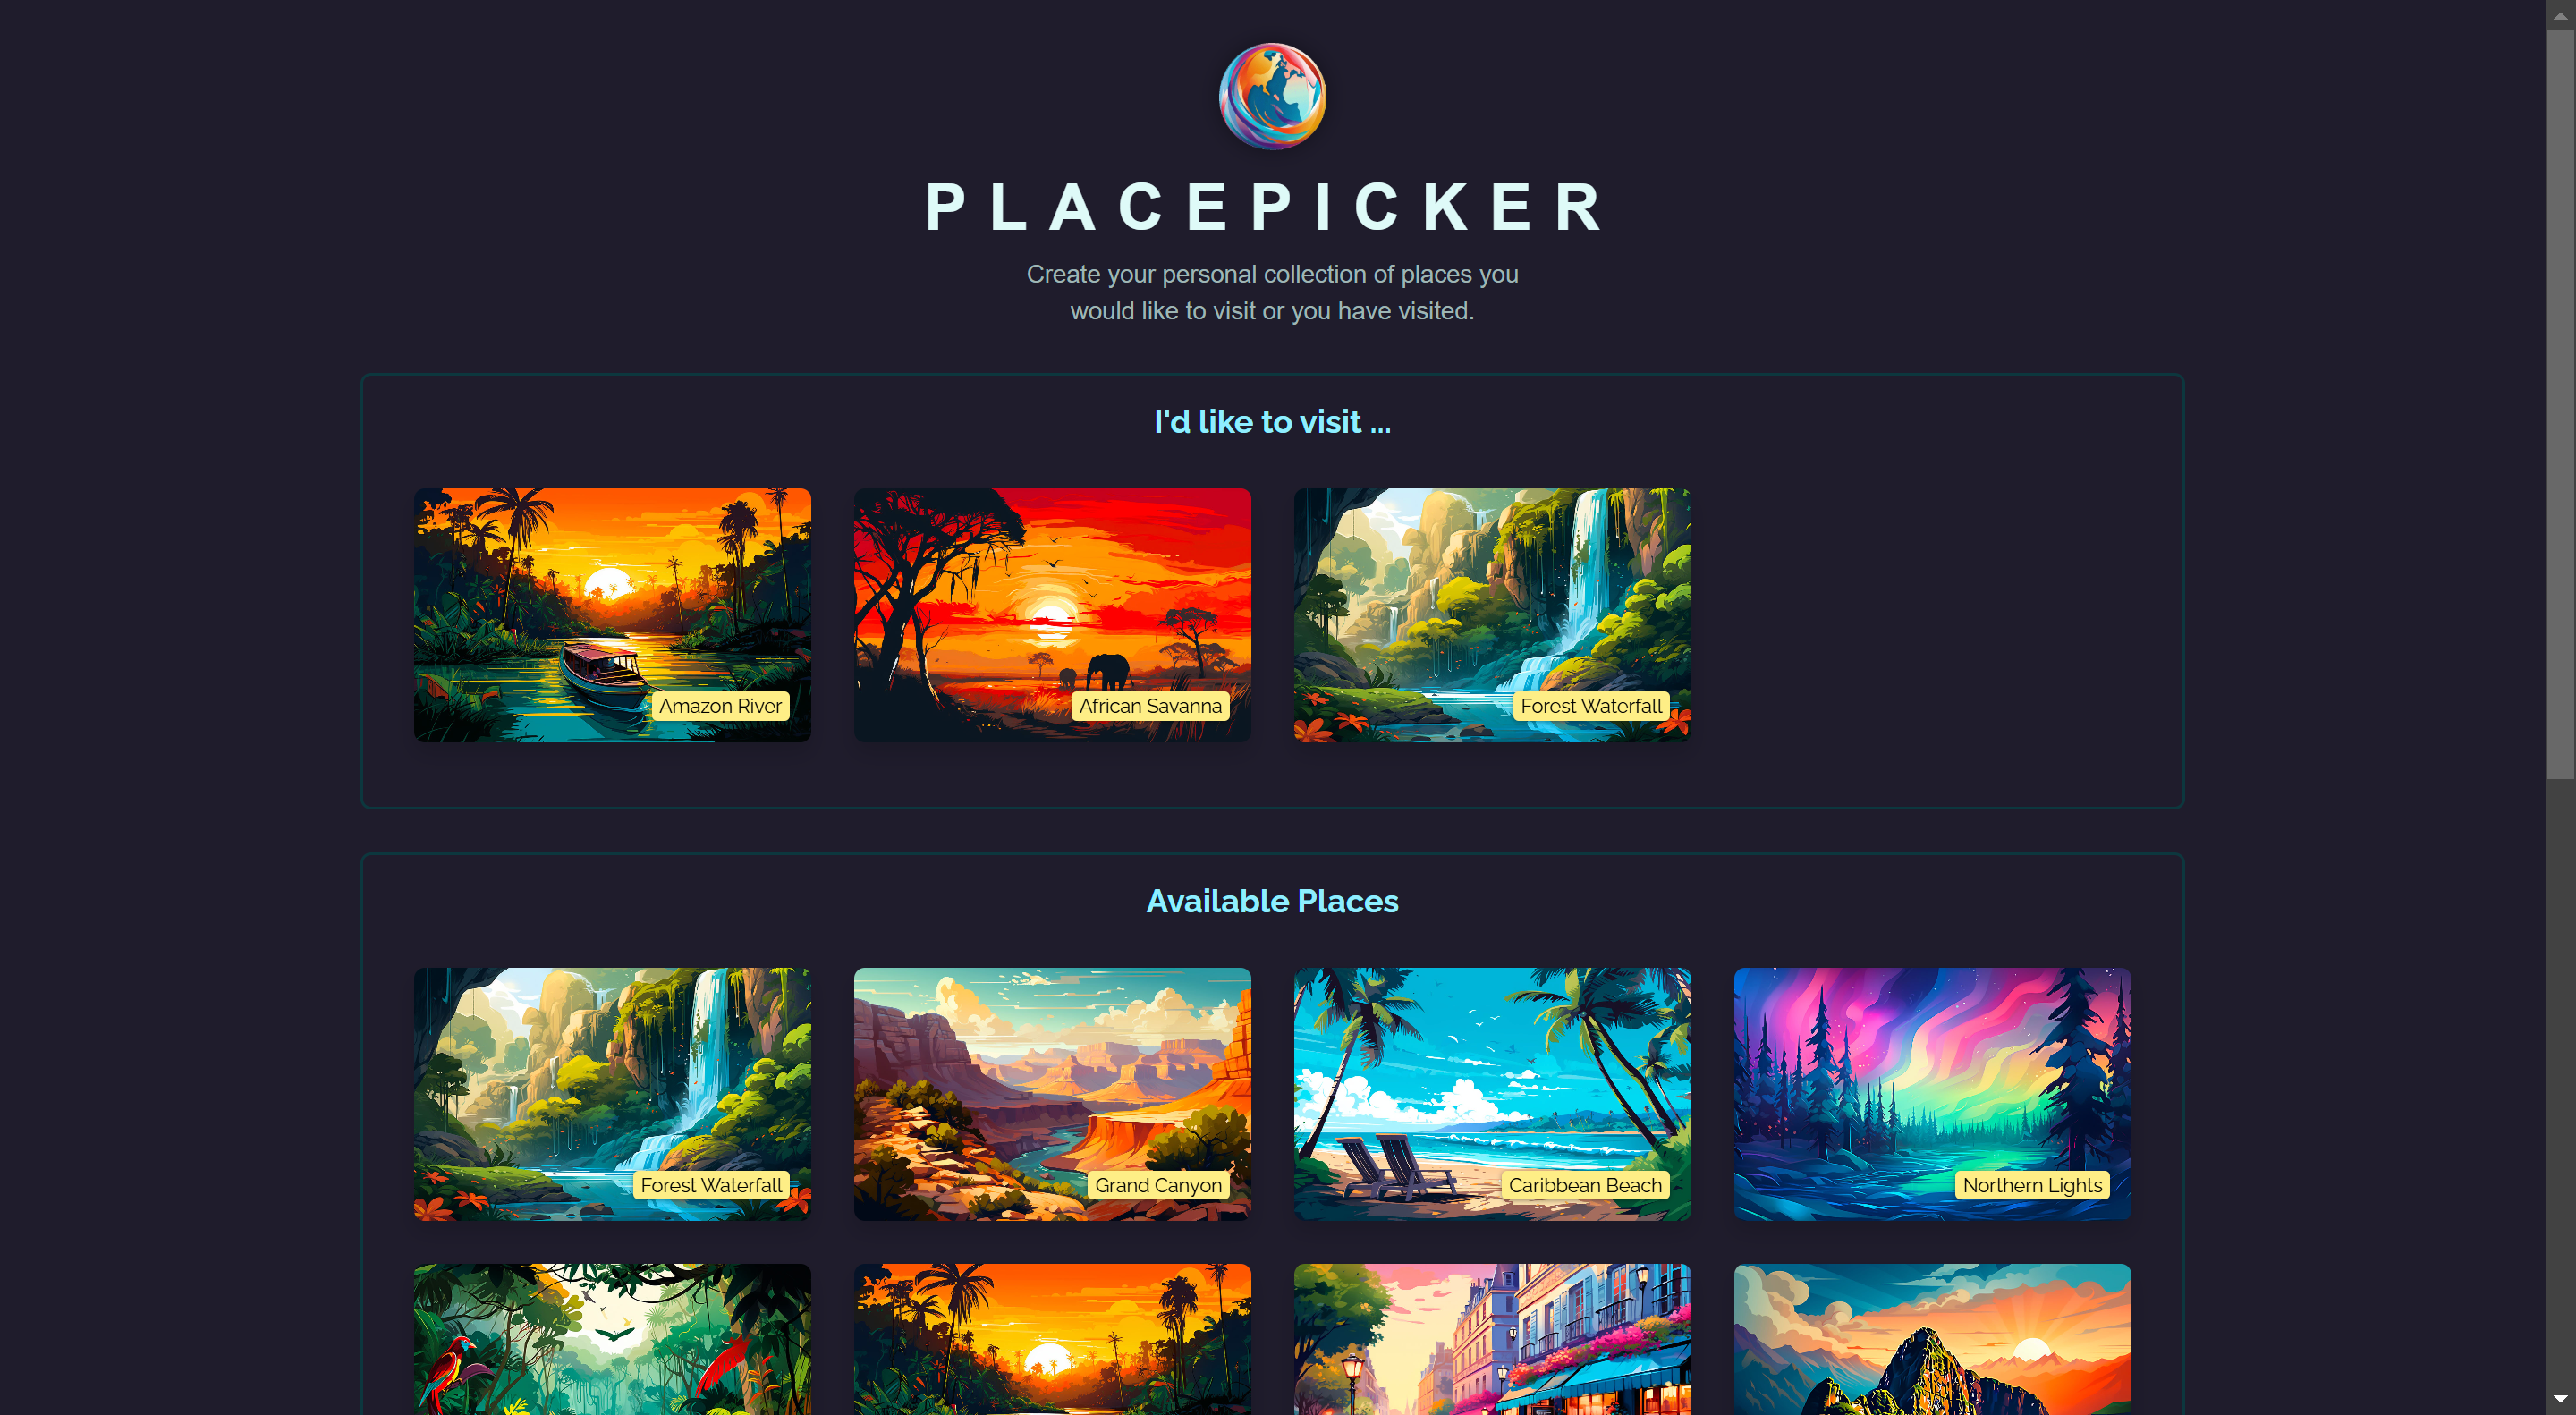 PLACEPICKER
Create your personal collection of places you
would like to visit or you have visited.
I'd like to visit ...
Amazon River
African Savanna
Forest Waterfall
Available Places
Forest Waterfall
Grand Canyon
Caribbean Beach
Northern Lights